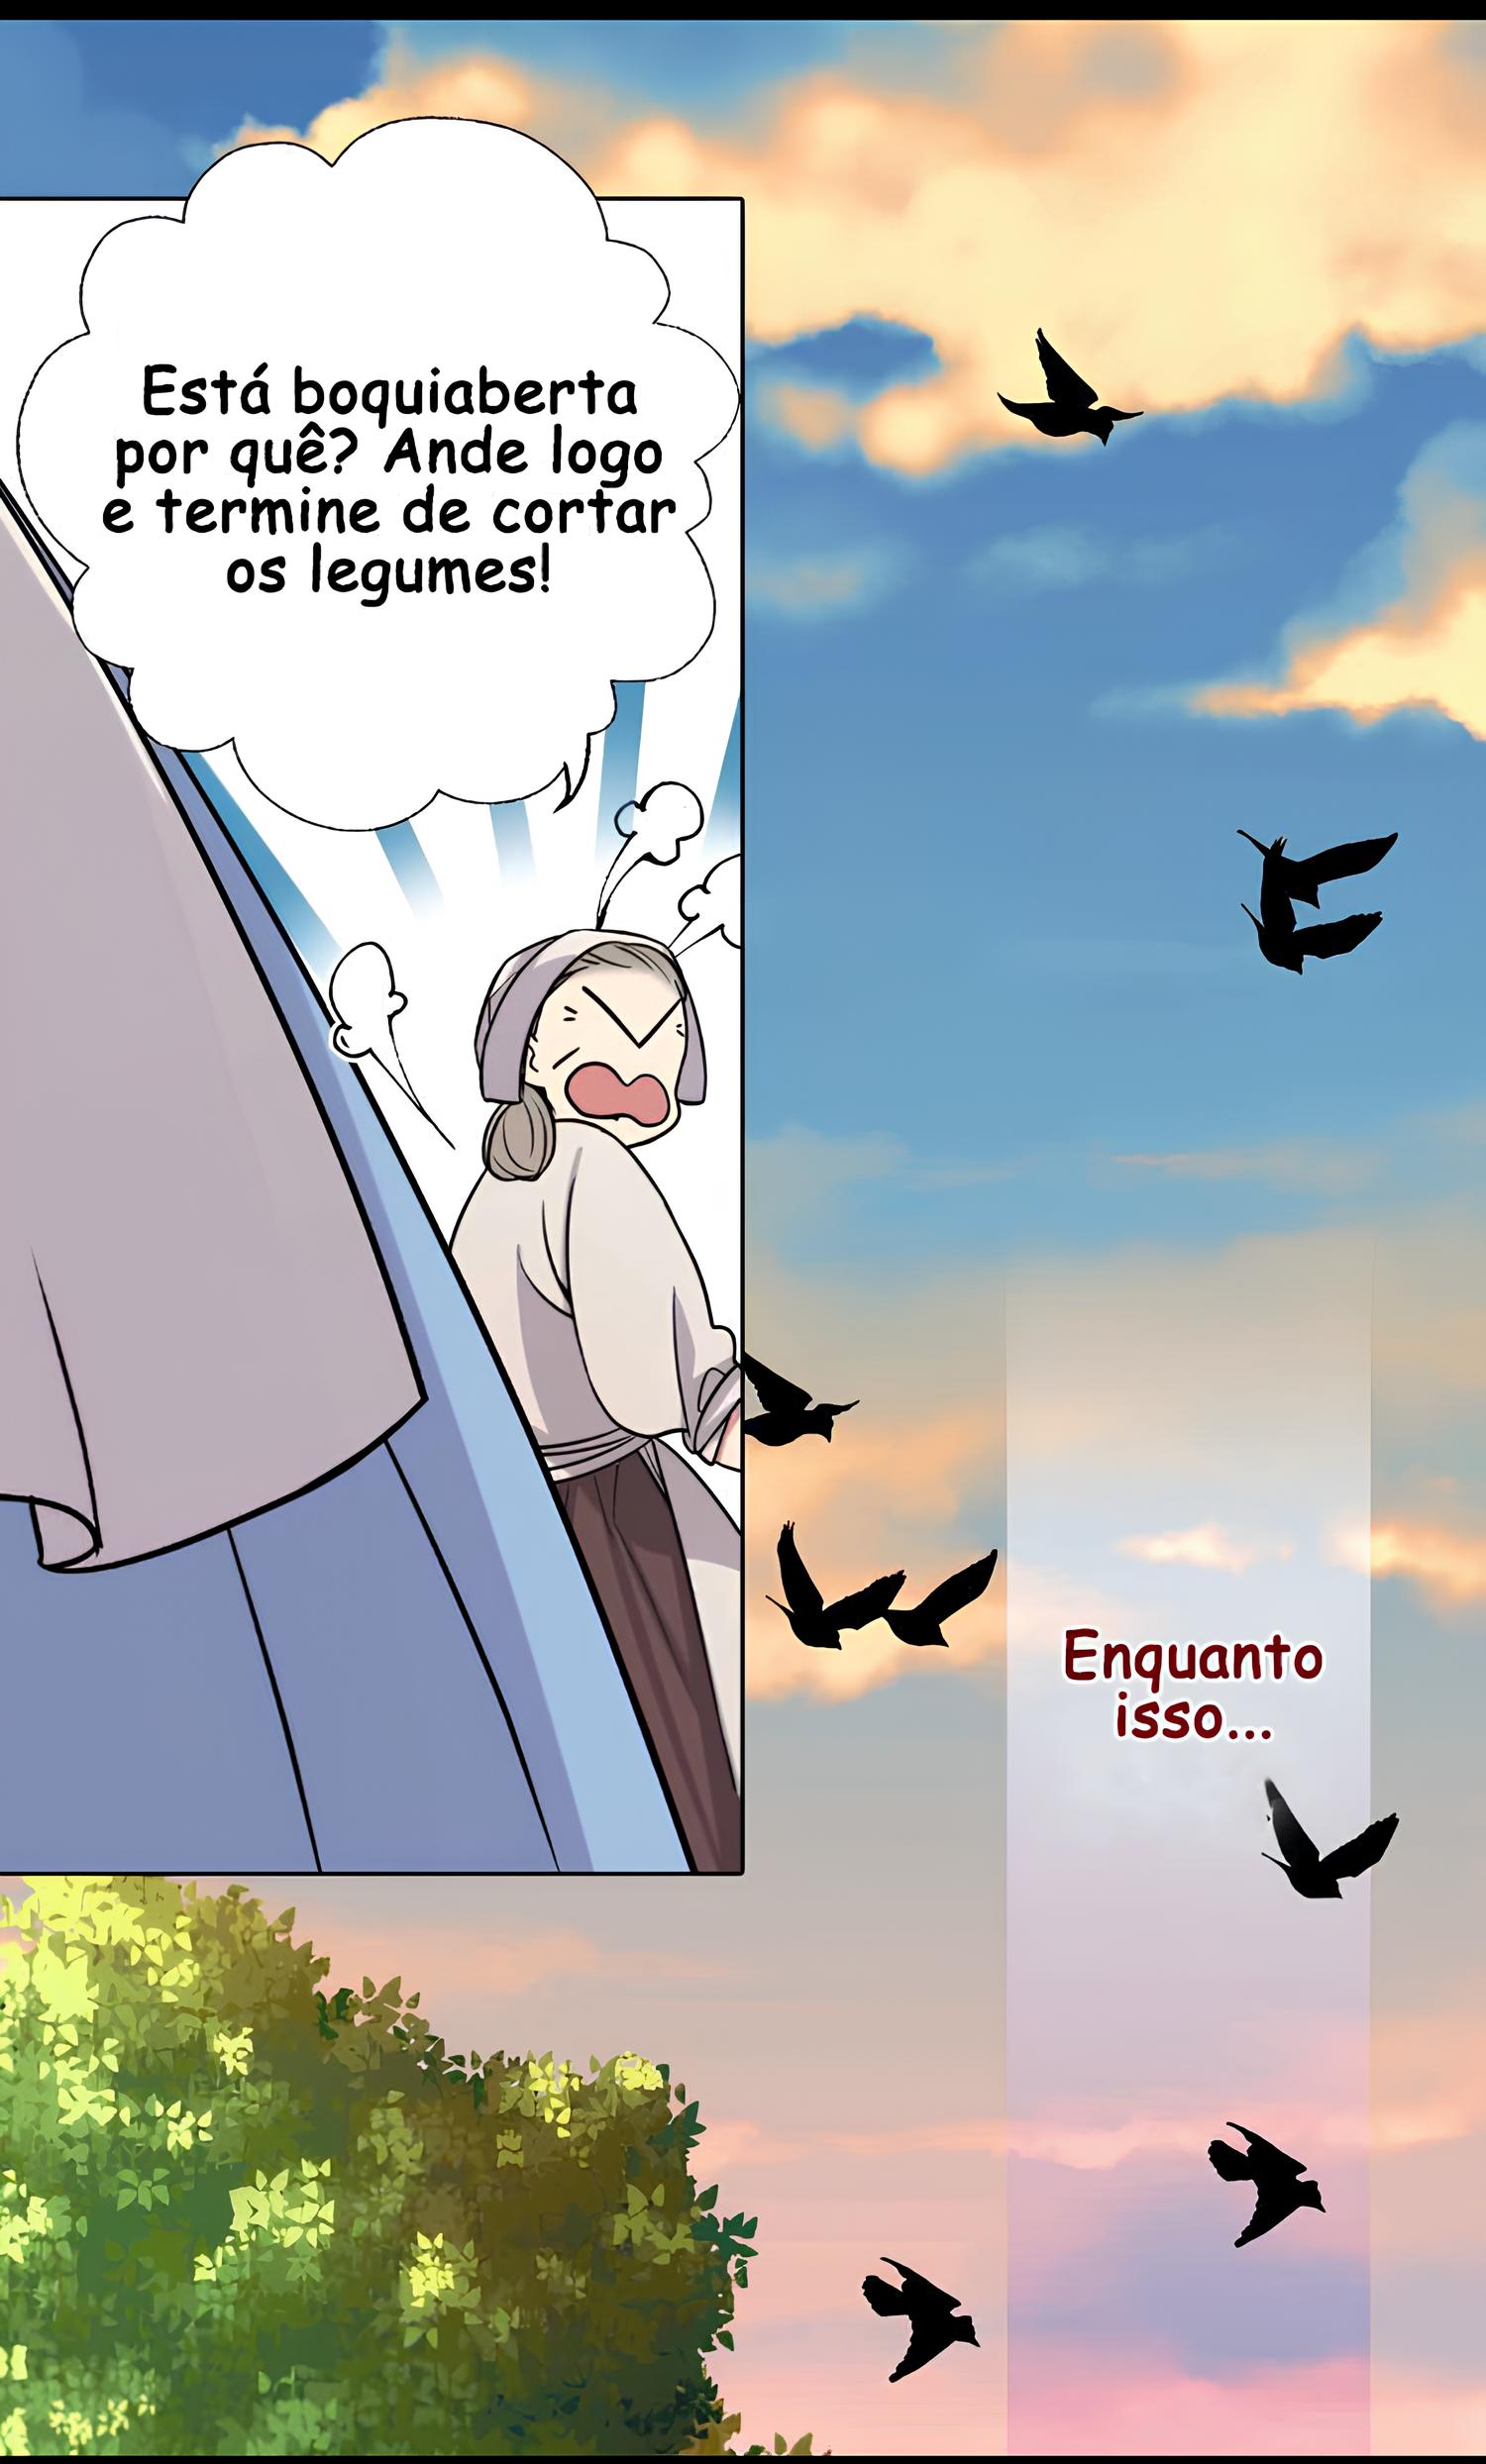 Está boquiaberta
por quê? Ande logo
e termine de cortar
os legumes!
Enquanto
isso...